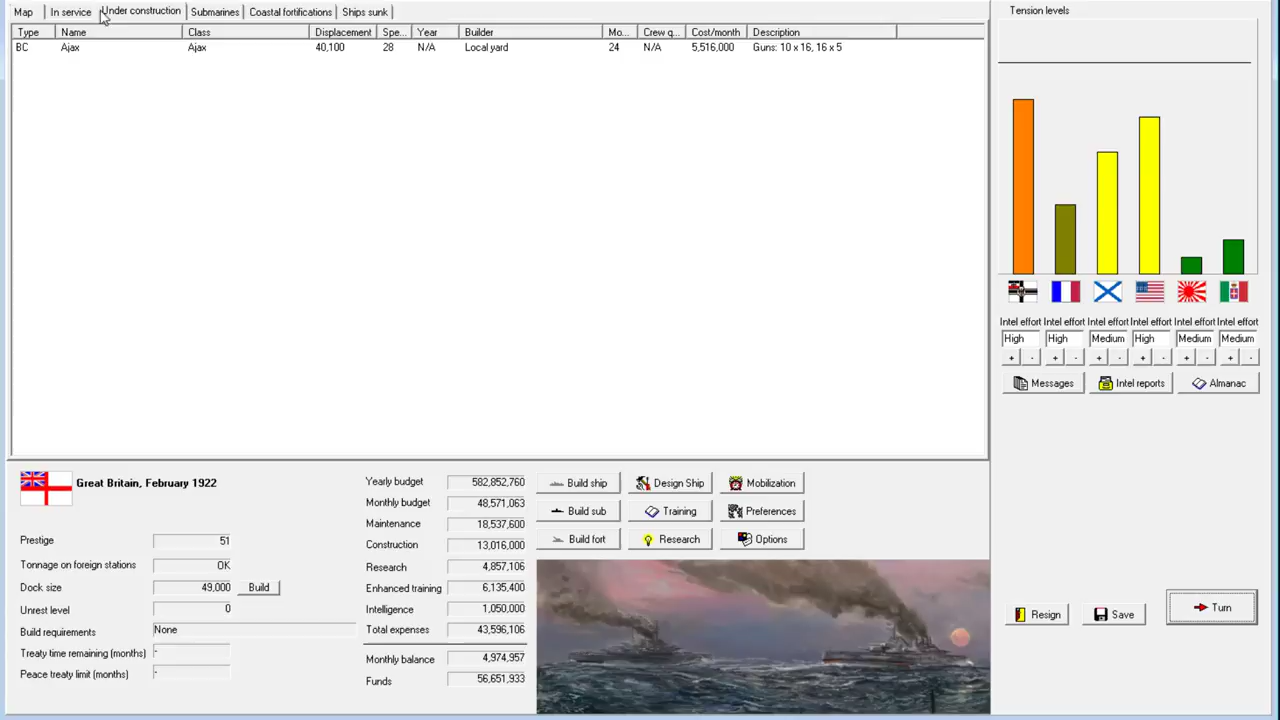 Map In service Under construction Submarines Coastal fortifications Ships sunk
Type Name Class Displacement Spe... Year Builder Mo... Crew q... Cost/month Description
BC Ajax Ajax 40,100 28 N/A Local yard 24 N/A 5,516,000 Guns: 10 x 16, 16 x 5
Tension levels
Intel effort Intel effort Intel effort Intel effort Intel effort Intel effort
High High Medium High Medium Medium
+ - + - + - + - + - + -
Messages Intel reports Almanac
Great Britain, February 1922
Prestige 51
Tonnage on foreign stations OK
Dock size 49,000 Build
Unrest level 0
Build requirements None
Treaty time remaining (months) -
Peace treaty limit (months) -
Yearly budget 582,852,760
Monthly budget 48,571,063
Maintenance 18,537,600
Construction 13,016,000
Research 4,857,106
Enhanced training 6,135,400
Intelligence 1,050,000
Total expenses 43,596,106
Monthly balance 4,974,957
Funds 56,651,933
Build ship Design Ship Mobilization
Build sub Training Preferences
Build fort Research Options
Resign Save Turn